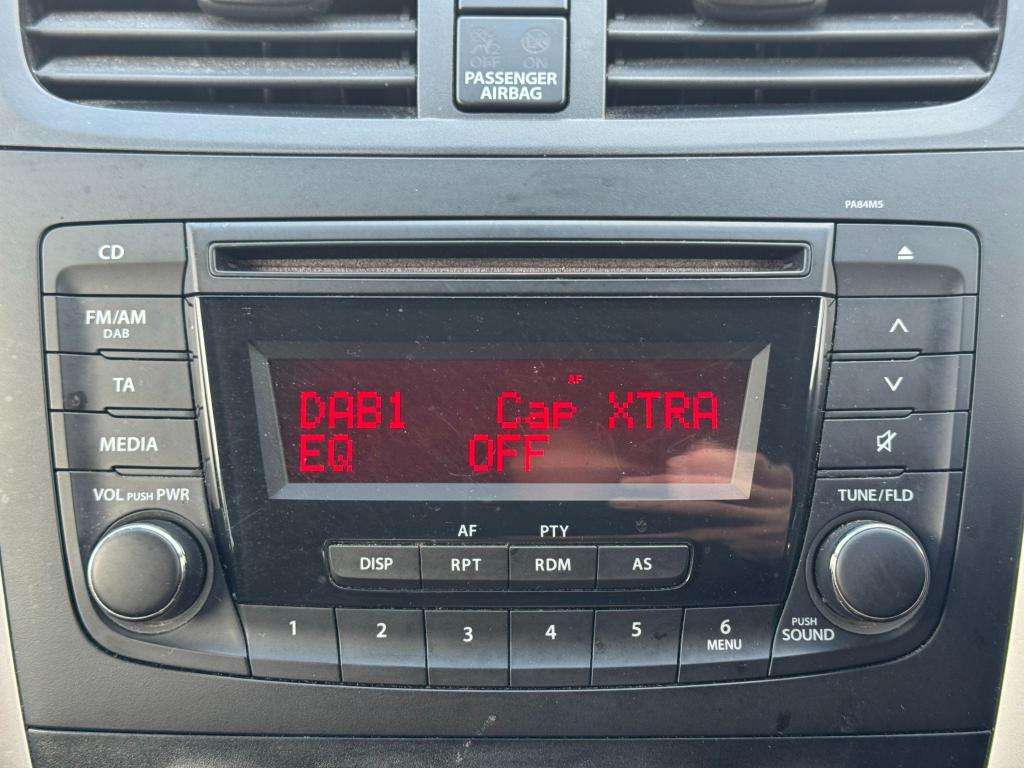 OFF ON
PASSENGER
AIRBAG
PA84M5
CD
FM/AM
DAB
TA
MEDIA
VOL PUSH PWR
AF
DAB1 Cap XTRA
EQ OFF
TUNE/FLD
AF PTY
DISP RPT RDM AS
1 2 3 4 5 6
MENU
PUSH
SOUND